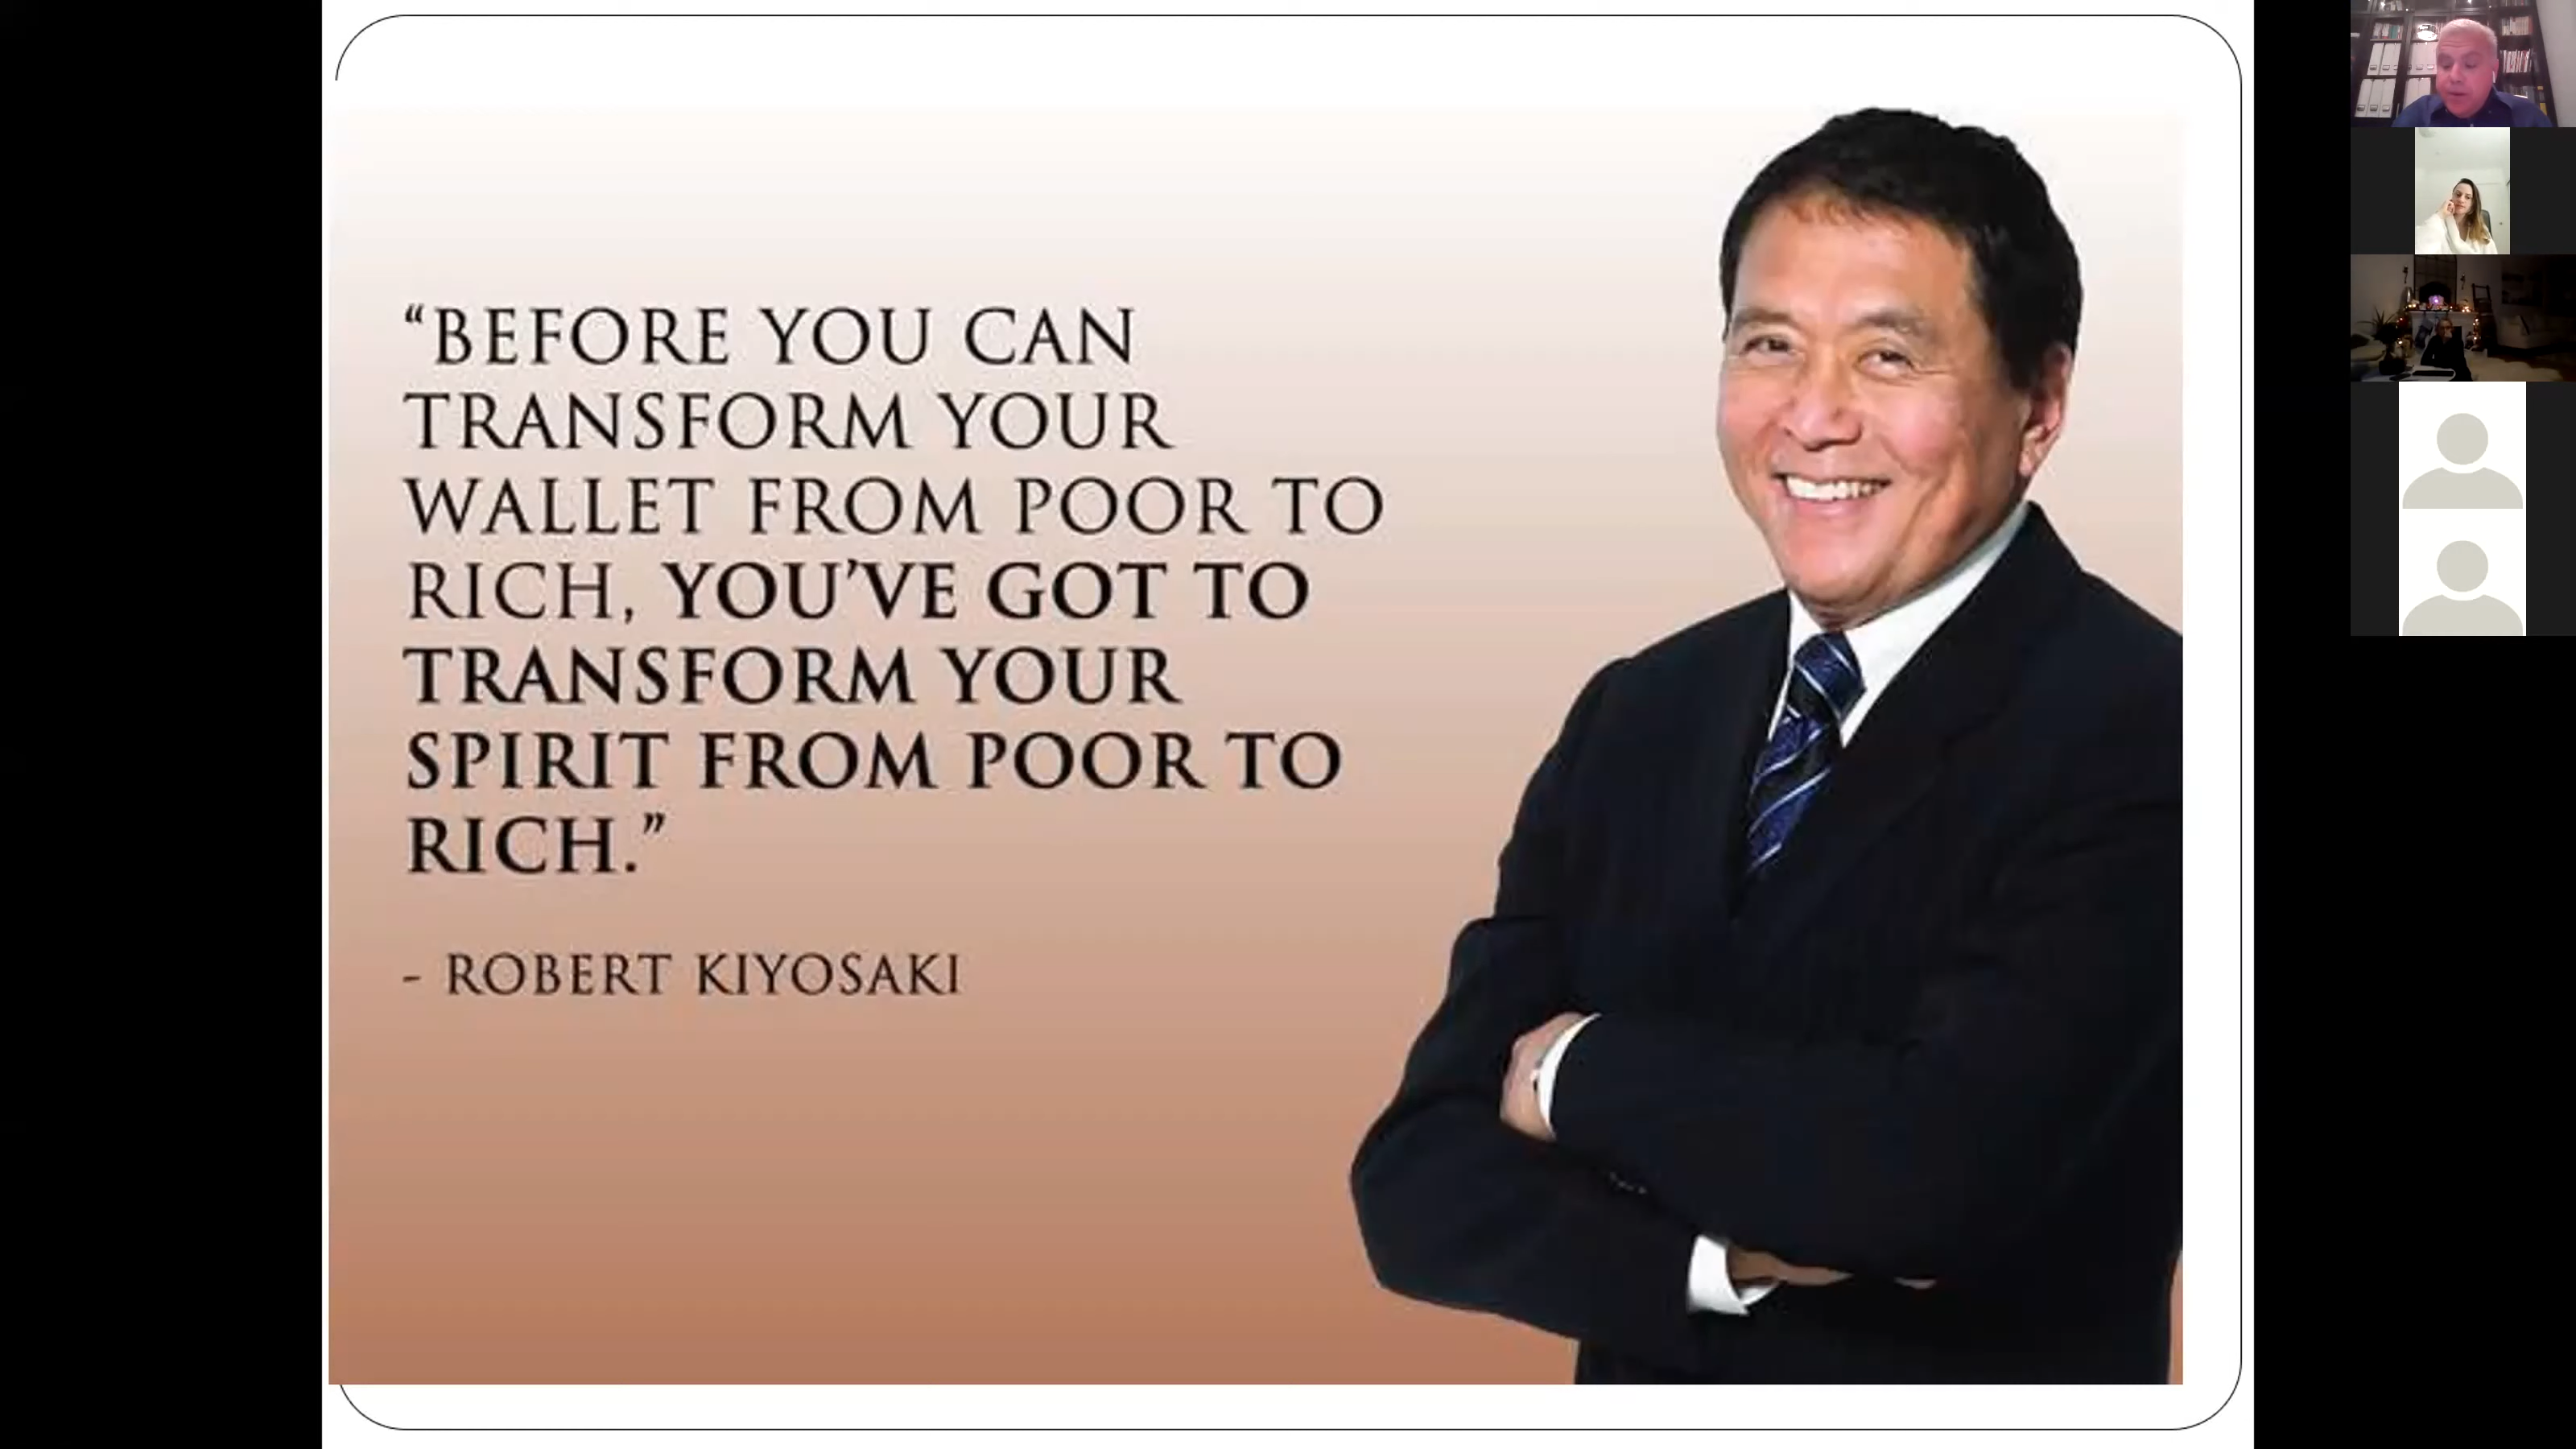 “BEFORE YOU CAN
TRANSFORM YOUR
WALLET FROM POOR TO
RICH, YOU’VE GOT TO
TRANSFORM YOUR
SPIRIT FROM POOR TO
RICH.”
- ROBERT KIYOSAKI